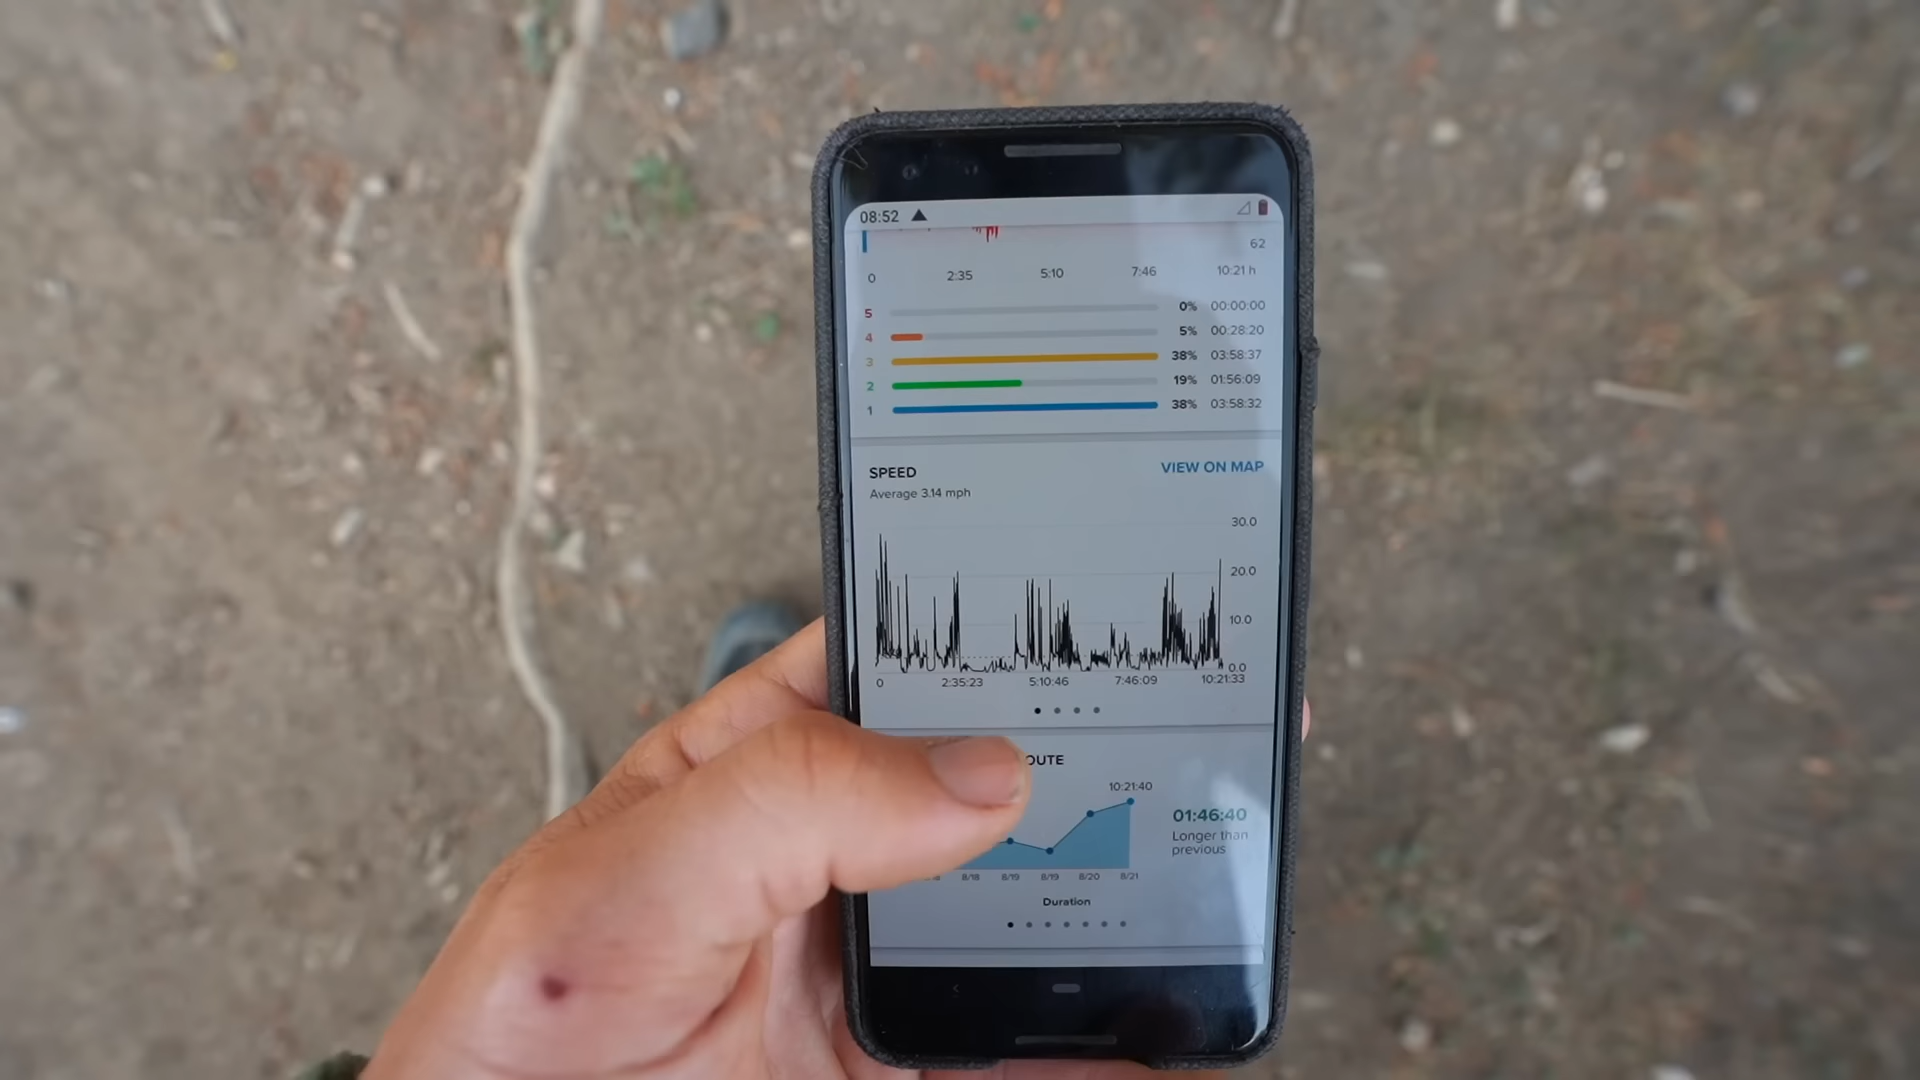 08:52
62
0 2:35 5:10 7:46 10:21 h
5 0% 00:00:00
4 5% 00:28:20
3 38% 03:58:37
2 19% 01:56:09
1 38% 03:58:32
SPEED VIEW ON MAP
Average 3.14 mph
30.0
20.0
10.0
0.0
0 2:35:23 5:10:46 7:46:09 10:21:33
OUTE
10:21:40
01:46:40
Longer than
previous
8/18 8/19 8/19 8/20 8/21
Duration